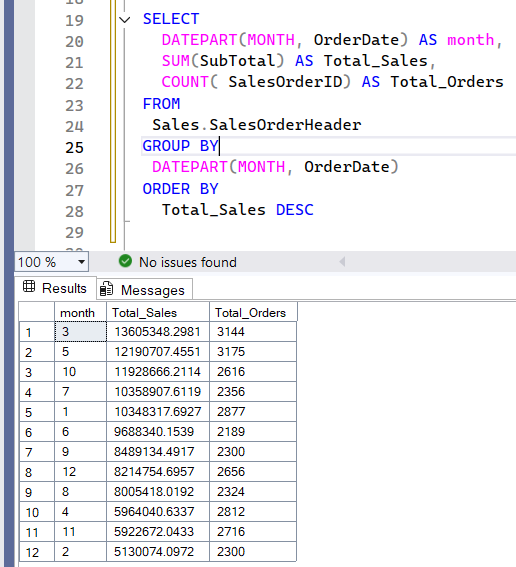 19 SELECT
20 DATEPART(MONTH, OrderDate) AS month,
21 SUM(SubTotal) AS Total_Sales,
22 COUNT( SalesOrderID) AS Total_Orders
23 FROM
24 Sales.SalesOrderHeader
25 GROUP BY
26 DATEPART(MONTH, OrderDate)
27 ORDER BY
28 Total_Sales DESC
100 % No issues found
Results Messages
month Total_Sales Total_Orders
1 3 13605348.2981 3144
2 5 12190707.4551 3175
3 10 11928666.2114 2616
4 7 10358907.6119 2356
5 1 10348317.6927 2877
6 6 9688340.1539 2189
7 9 8489134.4917 2300
8 12 8214754.6957 2656
9 8 8005418.0192 2324
10 4 5964040.6337 2812
11 11 5922672.0433 2716
12 2 5130074.0972 2300